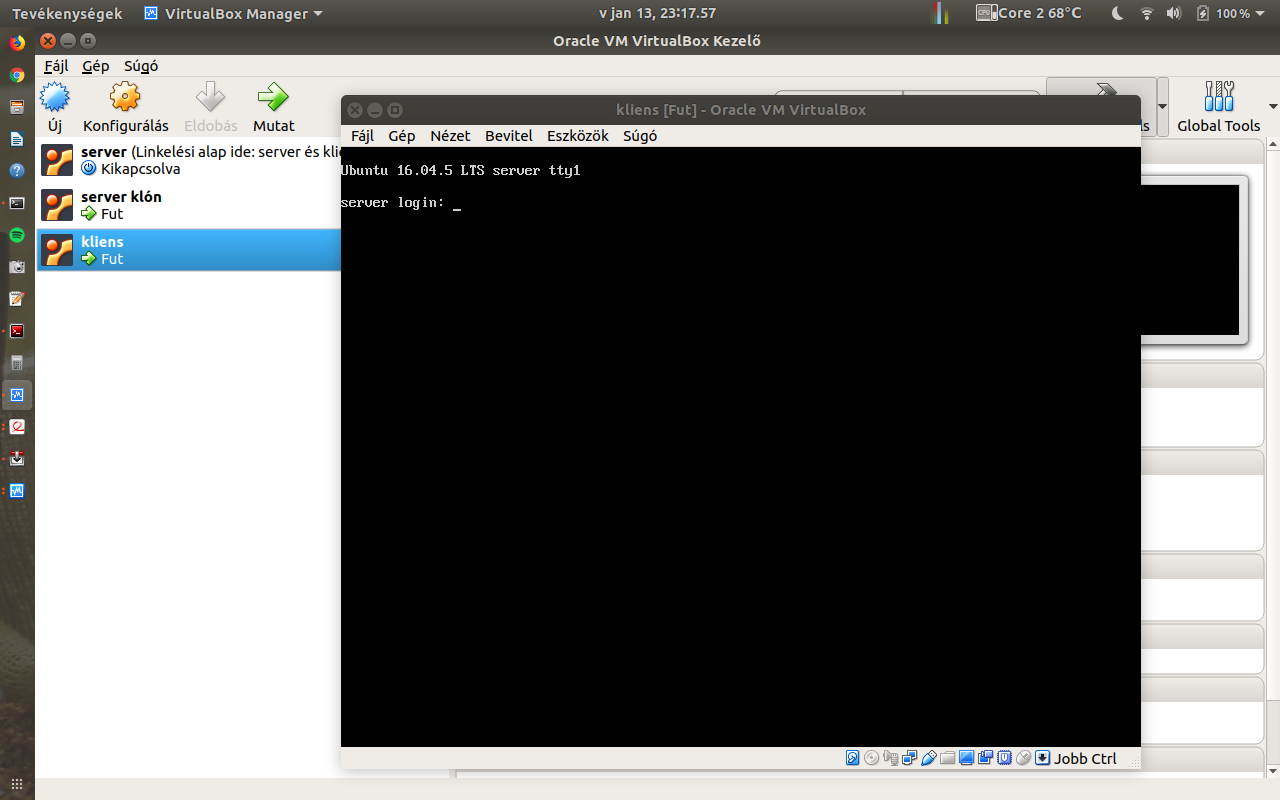 Tevékenységek VirtualBox Manager v jan 13, 23:17.57 CPU Core 2 68°C 100 %
Oracle VM VirtualBox Kezelő
Fájl Gép Súgó
Új Konfigurálás Eldobás Mutat Global Tools
server (Linkelési alap ide: server és kli
Kikapcsolva
server klón
Fut
kliens
Fut
kliens [Fut] - Oracle VM VirtualBox
Fájl Gép Nézet Bevitel Eszközök Súgó
Ubuntu 16.04.5 LTS server tty1
server login: _
Jobb Ctrl